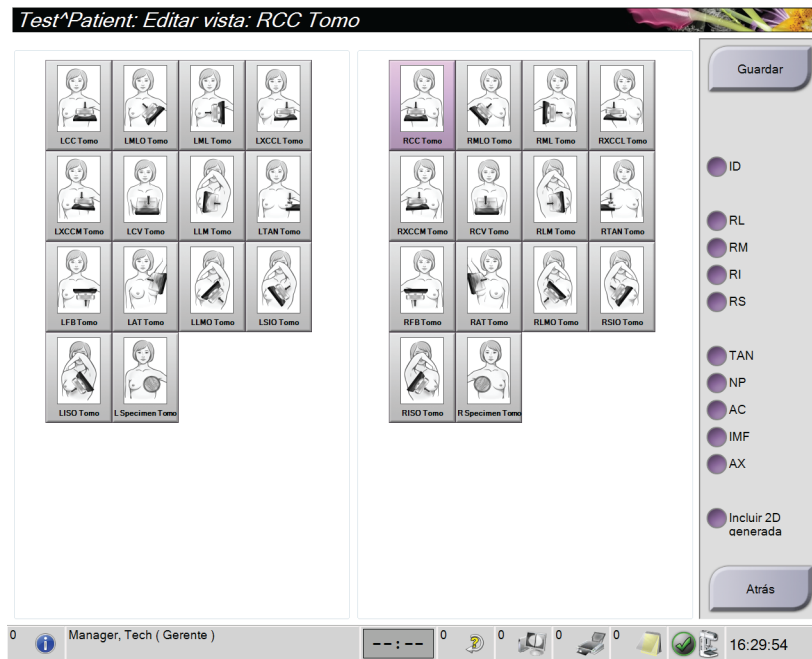 Test^Patient: Editar vista: RCC Tomo
LCC Tomo LMLO Tomo LML Tomo LXCCL Tomo
LXCCM Tomo LCV Tomo LLM Tomo LTAN Tomo
LFB Tomo LAT Tomo LLMO Tomo LSIO Tomo
LISO Tomo L Specimen Tomo
RCC Tomo RMLO Tomo RML Tomo RXCCL Tomo
RXCCM Tomo RCV Tomo RLM Tomo RTAN Tomo
RFB Tomo RAT Tomo RLMO Tomo RSIO Tomo
RISO Tomo R Specimen Tomo
Guardar
ID
RL
RM
RI
RS
TAN
NP
AC
IMF
AX
Incluir 2D
generada
Atrás
0 Manager, Tech ( Gerente ) --:-- 0 0 0 0 16:29:54